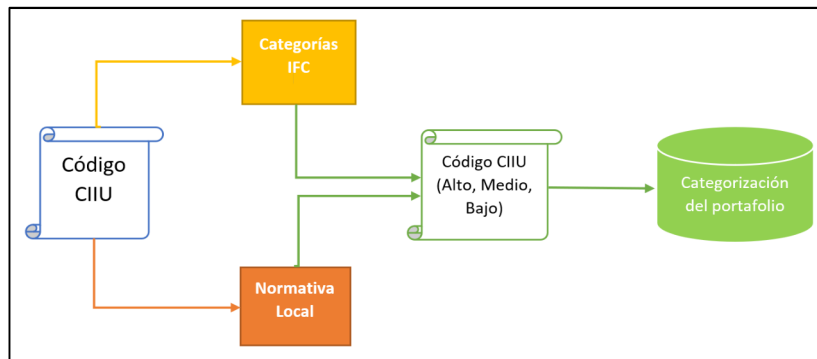 Categorías
IFC
Código
CIIU
Código CIIU
(Alto, Medio,
Bajo)
Categorización
del portafolio
Normativa
Local